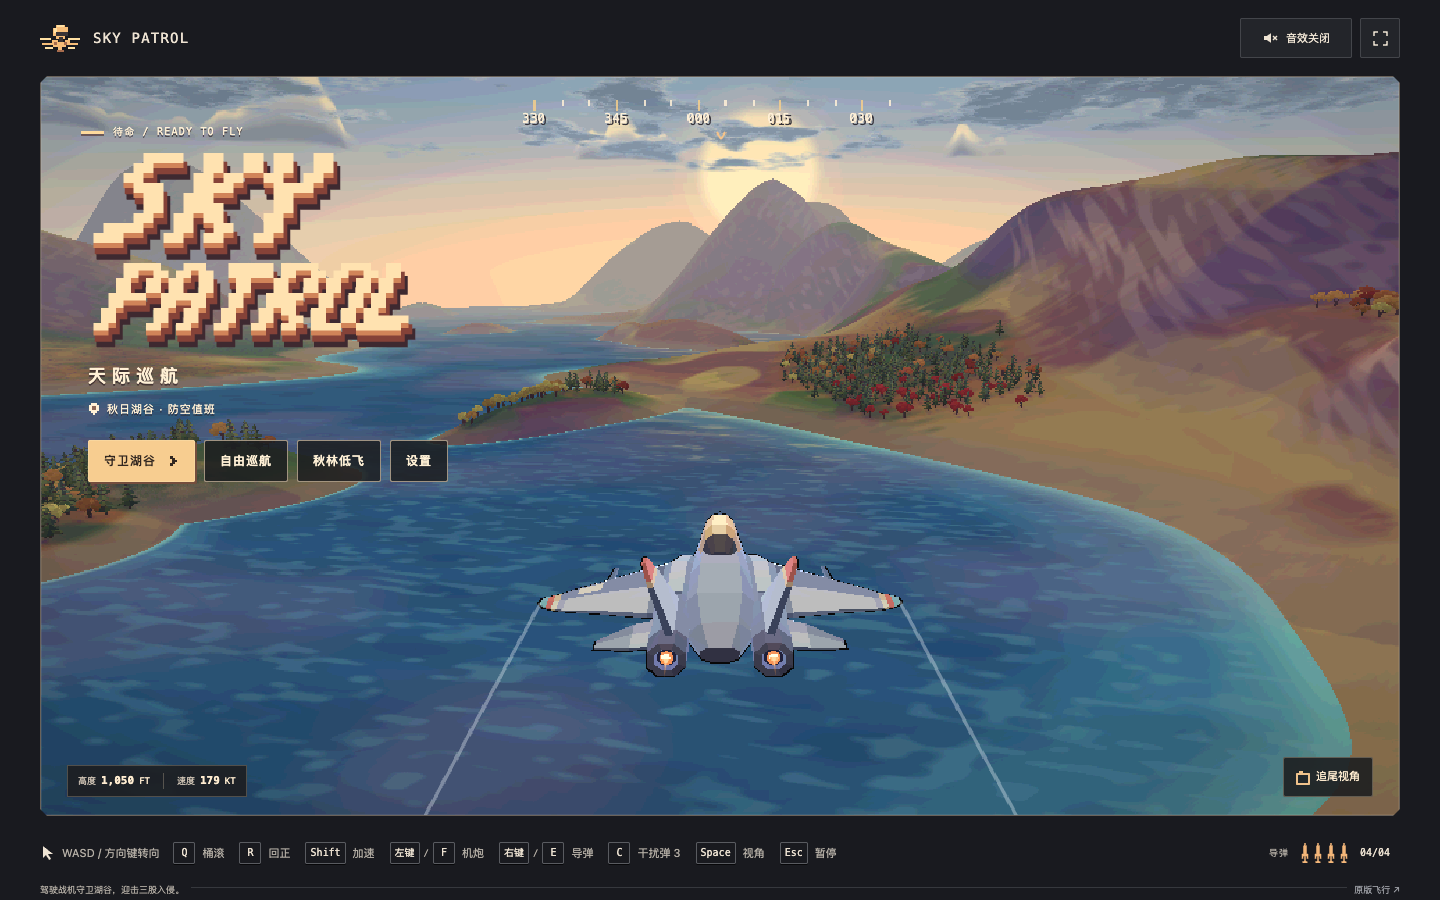 SKY PATROL
音效关闭
330 345 000 015 030
待命 / READY TO FLY
SKY
PATROL
天际巡航
秋日湖谷 · 防空值班
守卫湖谷
自由巡航
秋林低飞
设置
高度 1,050 FT 速度 179 KT
追尾视角
WASD / 方向键转向 Q 桶滚 R 回正 Shift 加速 左键 / F 机炮 右键 / E 导弹 C 干扰弹 3 Space 视角 Esc 暂停
导弹 04/04
驾驶战机守卫湖谷，迎击三股入侵。
原版飞行 ↗